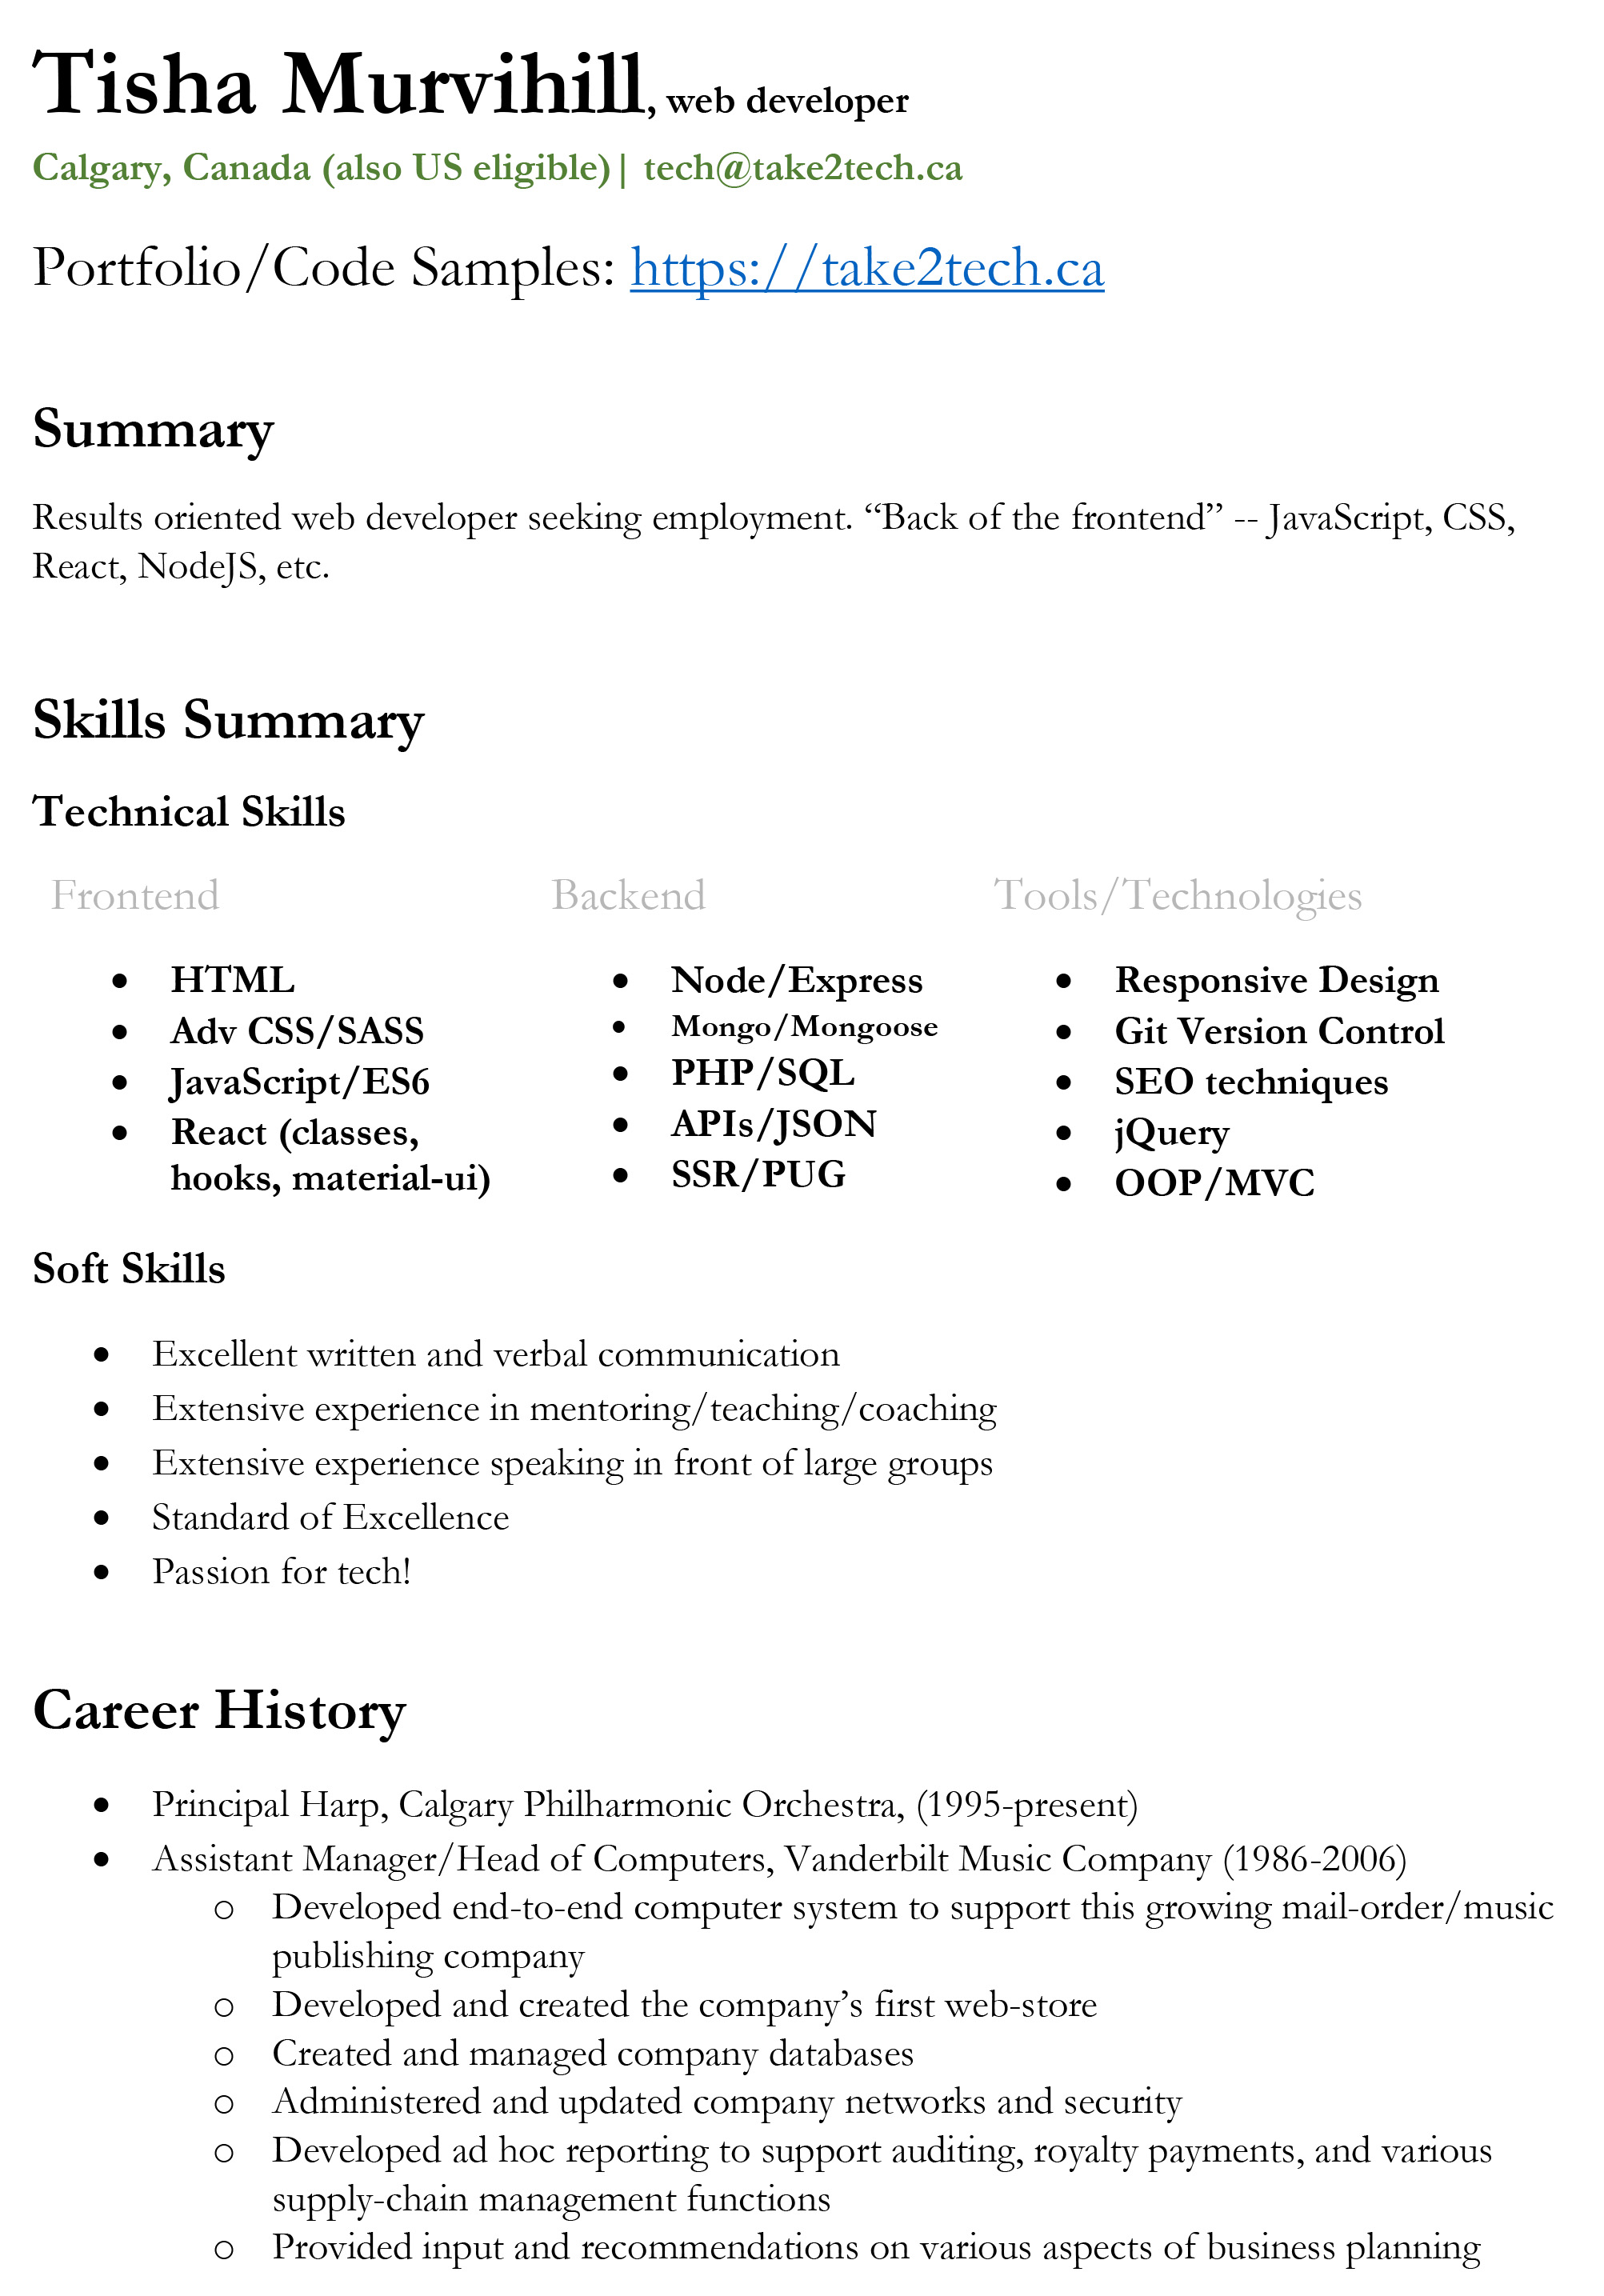 Tisha Murvihill, web developer
Calgary, Canada (also US eligible)| tech@take2tech.ca
Portfolio/Code Samples: https://take2tech.ca
Summary
Results oriented web developer seeking employment. “Back of the frontend” -- JavaScript, CSS,
React, NodeJS, etc.
Skills Summary
Technical Skills
Frontend
• HTML
• Adv CSS/SASS
• JavaScript/ES6
• React (classes,
hooks, material-ui)
Backend
• Node/Express
• Mongo/Mongoose
• PHP/SQL
• APIs/JSON
• SSR/PUG
Tools/Technologies
• Responsive Design
• Git Version Control
• SEO techniques
• jQuery
• OOP/MVC
Soft Skills
• Excellent written and verbal communication
• Extensive experience in mentoring/teaching/coaching
• Extensive experience speaking in front of large groups
• Standard of Excellence
• Passion for tech!
Career History
• Principal Harp, Calgary Philharmonic Orchestra, (1995-present)
• Assistant Manager/Head of Computers, Vanderbilt Music Company (1986-2006)
o Developed end-to-end computer system to support this growing mail-order/music
publishing company
o Developed and created the company’s first web-store
o Created and managed company databases
o Administered and updated company networks and security
o Developed ad hoc reporting to support auditing, royalty payments, and various
supply-chain management functions
o Provided input and recommendations on various aspects of business planning